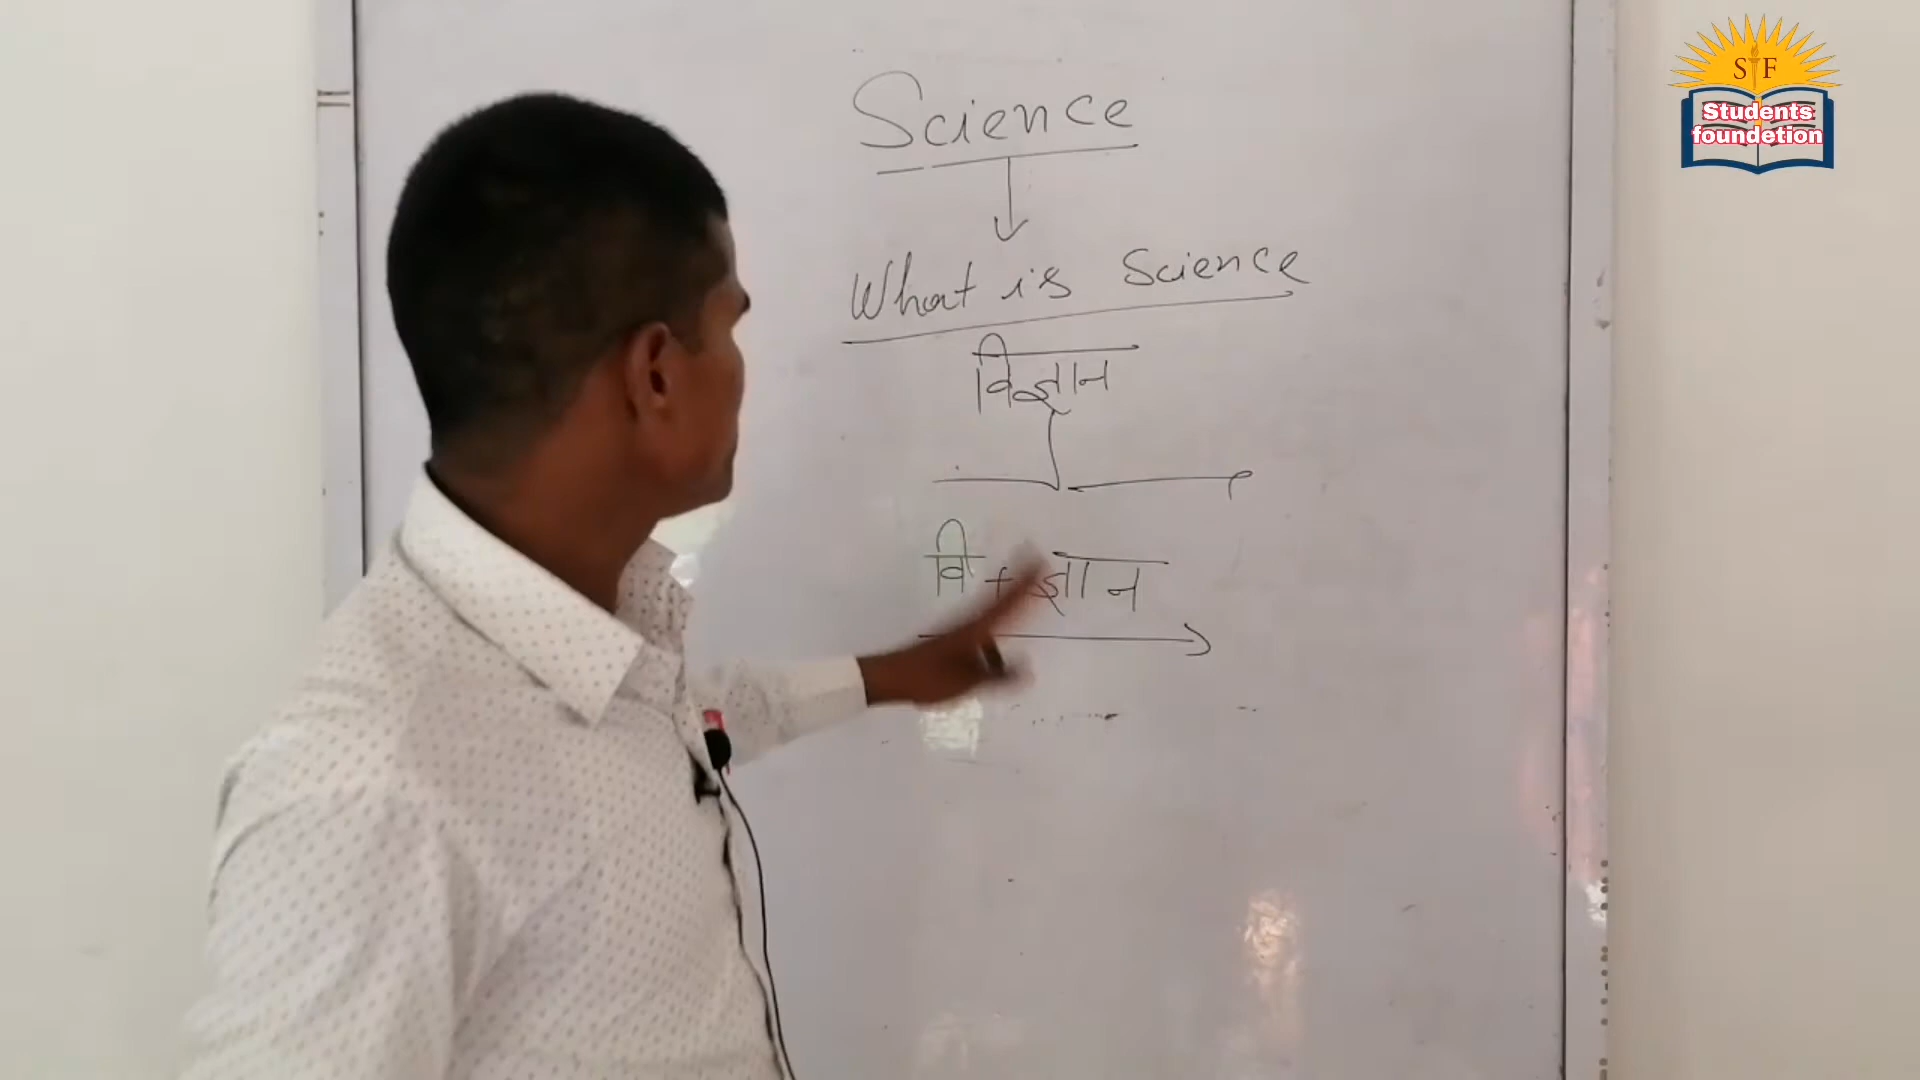 Science
What is Science
विज्ञान
वि + ज्ञान
S F
Students
foundetion